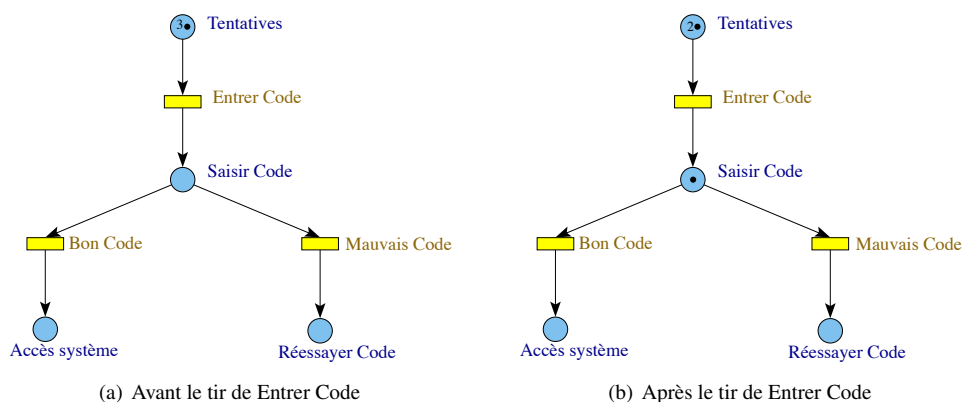 3● Tentatives
Entrer Code
Saisir Code
Bon Code
Mauvais Code
Accès système
Réessayer Code
(a) Avant le tir de Entrer Code
2● Tentatives
Entrer Code
Saisir Code
Bon Code
Mauvais Code
Accès système
Réessayer Code
(b) Après le tir de Entrer Code